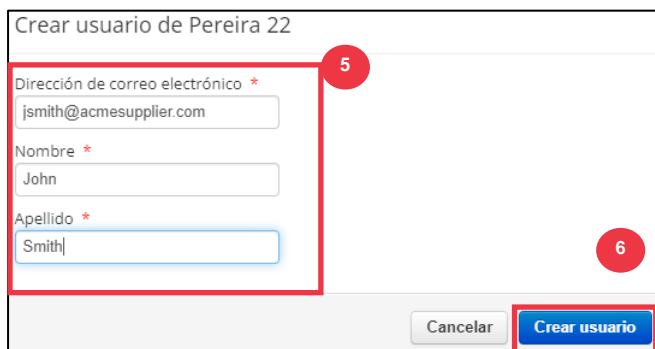 Crear usuario de Pereira 22
5
Dirección de correo electrónico *
jsmith@acmesupplier.com
Nombre *
John
Apellido *
Smith
6
Cancelar
Crear usuario